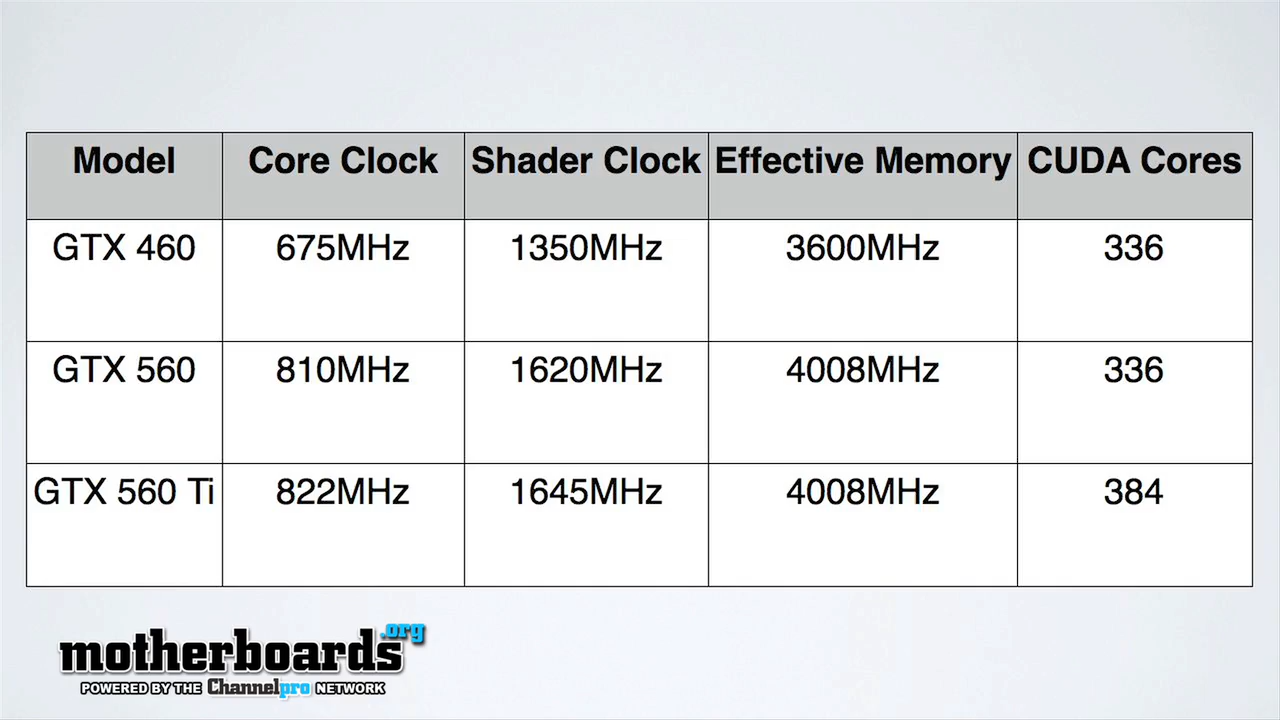 Model Core Clock Shader Clock Effective Memory CUDA Cores
GTX 460 675MHz 1350MHz 3600MHz 336
GTX 560 810MHz 1620MHz 4008MHz 336
GTX 560 Ti 822MHz 1645MHz 4008MHz 384
motherboards.org
POWERED BY THE Channelpro NETWORK